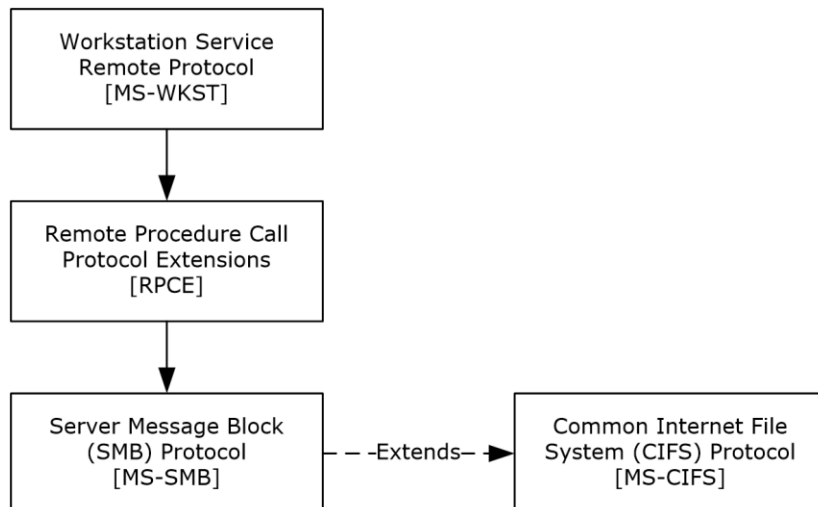 Workstation Service
Remote Protocol
[MS-WKST]
Remote Procedure Call
Protocol Extensions
[RPCE]
Server Message Block
(SMB) Protocol
[MS-SMB]
Extends
Common Internet File
System (CIFS) Protocol
[MS-CIFS]